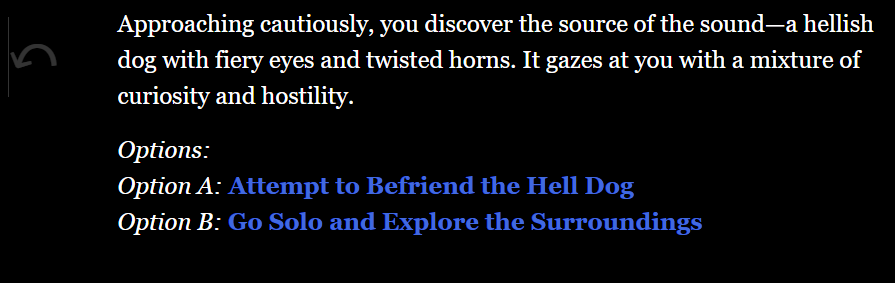 Approaching cautiously, you discover the source of the sound—a hellish
dog with fiery eyes and twisted horns. It gazes at you with a mixture of
curiosity and hostility.
Options:
Option A: Attempt to Befriend the Hell Dog
Option B: Go Solo and Explore the Surroundings